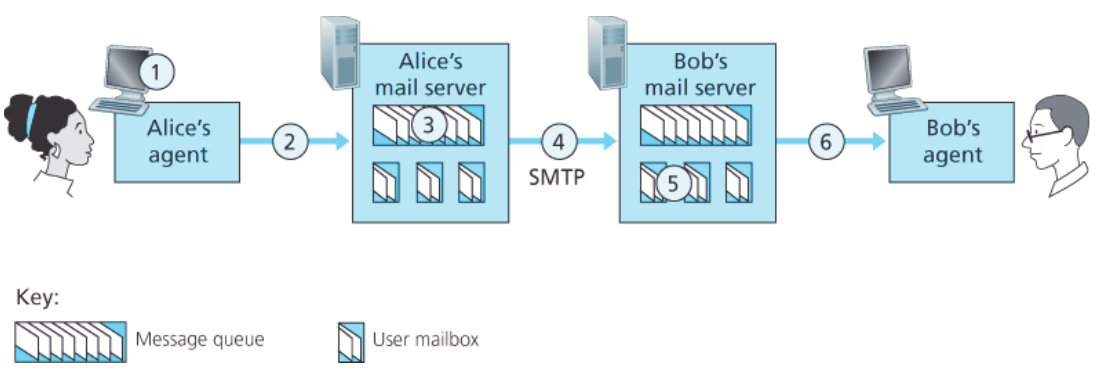 1
Alice's
agent
2
Alice's
mail server
3
4
SMTP
Bob's
mail server
5
6
Bob's
agent
Key:
Message queue
User mailbox